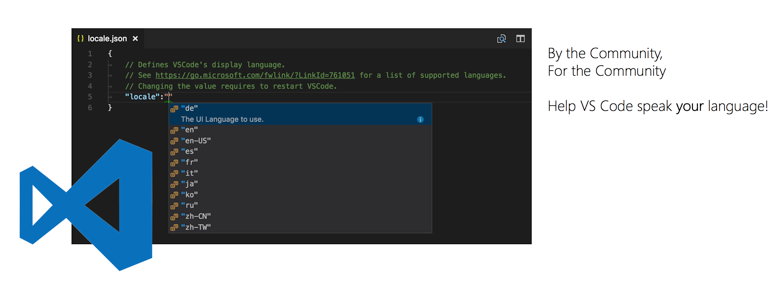 locale.json
1 {
2 // Defines VSCode's display language.
3 // See https://go.microsoft.com/fwlink/?LinkId=761051 for a list of supported languages.
4 // Changing the value requires to restart VSCode.
5 "locale":""
6 }
"de"
The UI Language to use.
"en"
"en-US"
"es"
"fr"
"it"
"ja"
"ko"
"ru"
"zh-CN"
"zh-TW"
By the Community,
For the Community
Help VS Code speak your language!